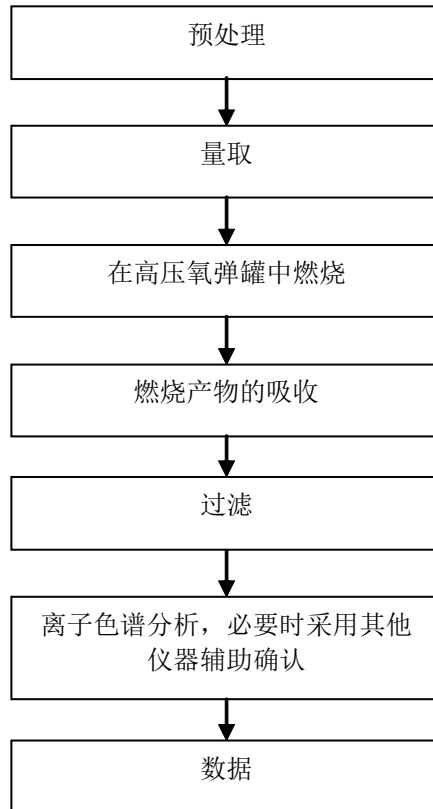 预处理
量取
在高压氧弹罐中燃烧
燃烧产物的吸收
过滤
离子色谱分析，必要时采用其他
仪器辅助确认
数据